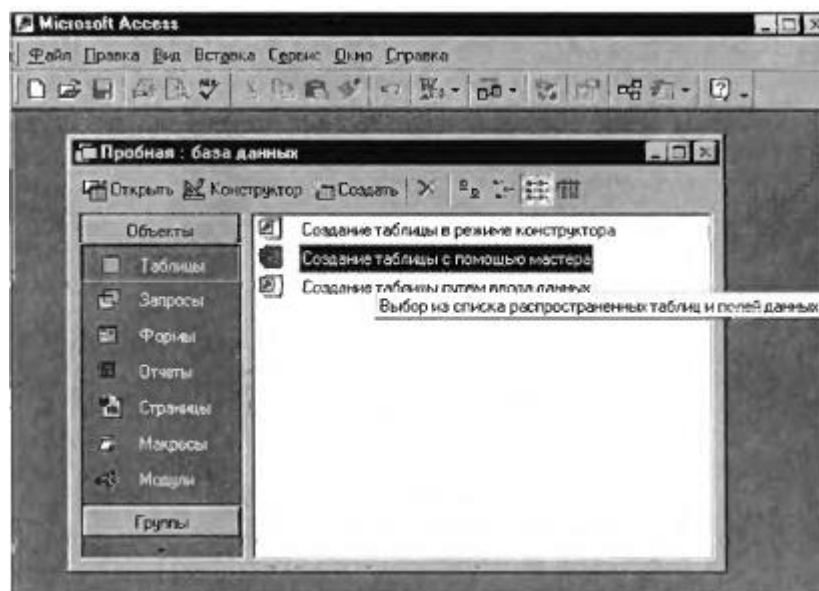 Microsoft Access
Файл Правка Вид Вставка Сервис Окно Справка
Пробная : база данных
Открыть Конструктор Создать
Объекты
Таблицы
Запросы
Формы
Отчеты
Страницы
Макросы
Модули
Группы
Создание таблицы в режиме конструктора
Создание таблицы с помощью мастера
Создание таблицы путем ввода данных
Выбор из списка распространенных таблиц и полей данных